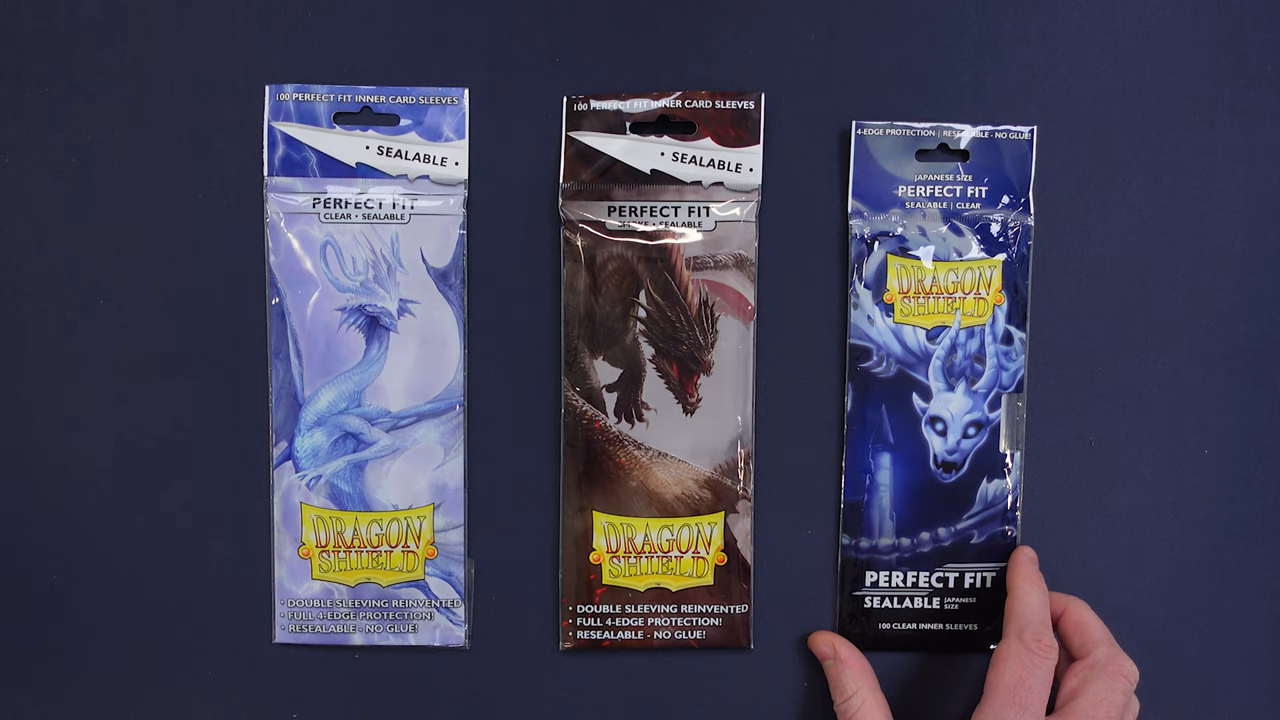 100 PERFECT FIT INNER CARD SLEEVES
• SEALABLE •
PERFECT FIT
CLEAR • SEALABLE
DRAGON
SHIELD
• DOUBLE SLEEVING REINVENTED
• FULL 4-EDGE PROTECTION!
• RESEALABLE - NO GLUE!
100 PERFECT FIT INNER CARD SLEEVES
• SEALABLE •
PERFECT FIT
SMOKE • SEALABLE
DRAGON
SHIELD
™
• DOUBLE SLEEVING REINVENTED
• FULL 4-EDGE PROTECTION!
• RESEALABLE - NO GLUE!
4-EDGE PROTECTION | RESEALABLE - NO GLUE!
JAPANESE SIZE
PERFECT FIT
SEALABLE | CLEAR
DRAGON
SHIELD
PERFECT FIT
SEALABLE JAPANESE
SIZE
100 CLEAR INNER SLEEVES